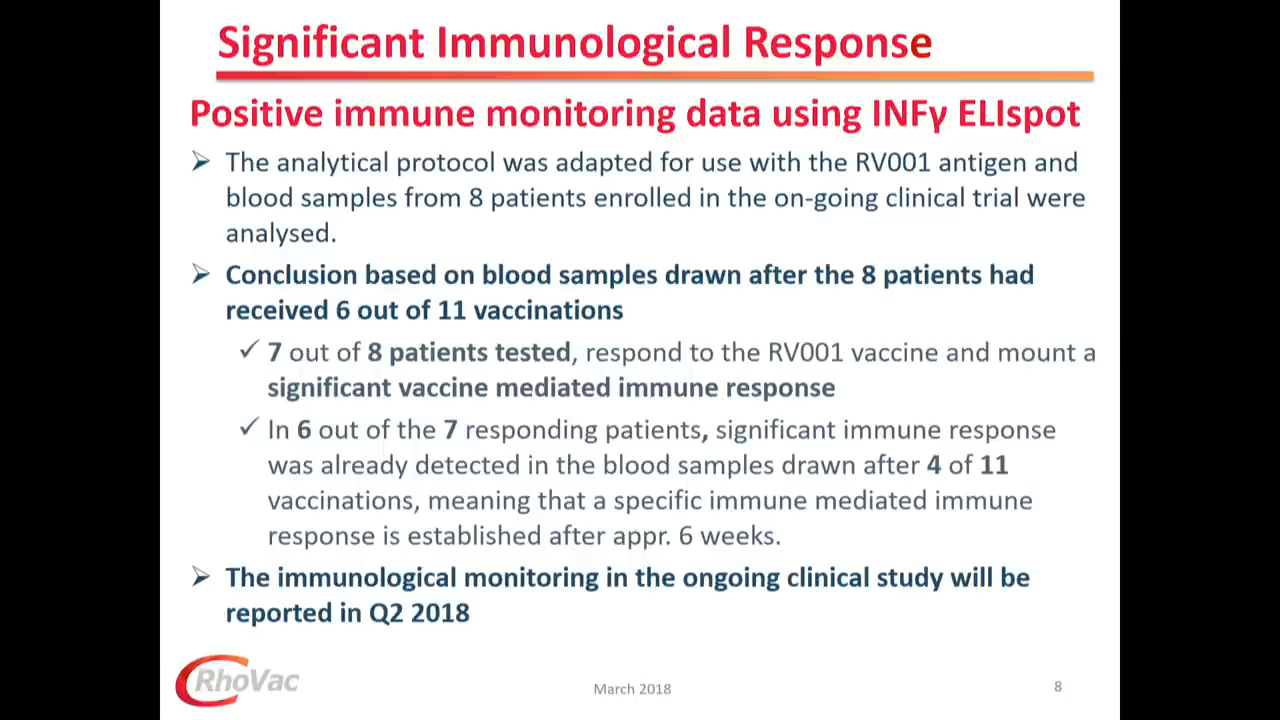 Significant Immunological Response
Positive immune monitoring data using INFγ ELIspot
➢ The analytical protocol was adapted for use with the RV001 antigen and
blood samples from 8 patients enrolled in the on-going clinical trial were
analysed.
➢ Conclusion based on blood samples drawn after the 8 patients had
received 6 out of 11 vaccinations
✓ 7 out of 8 patients tested, respond to the RV001 vaccine and mount a
significant vaccine mediated immune response
✓ In 6 out of the 7 responding patients, significant immune response
was already detected in the blood samples drawn after 4 of 11
vaccinations, meaning that a specific immune mediated immune
response is established after appr. 6 weeks.
➢ The immunological monitoring in the ongoing clinical study will be
reported in Q2 2018
RhoVac
March 2018
8